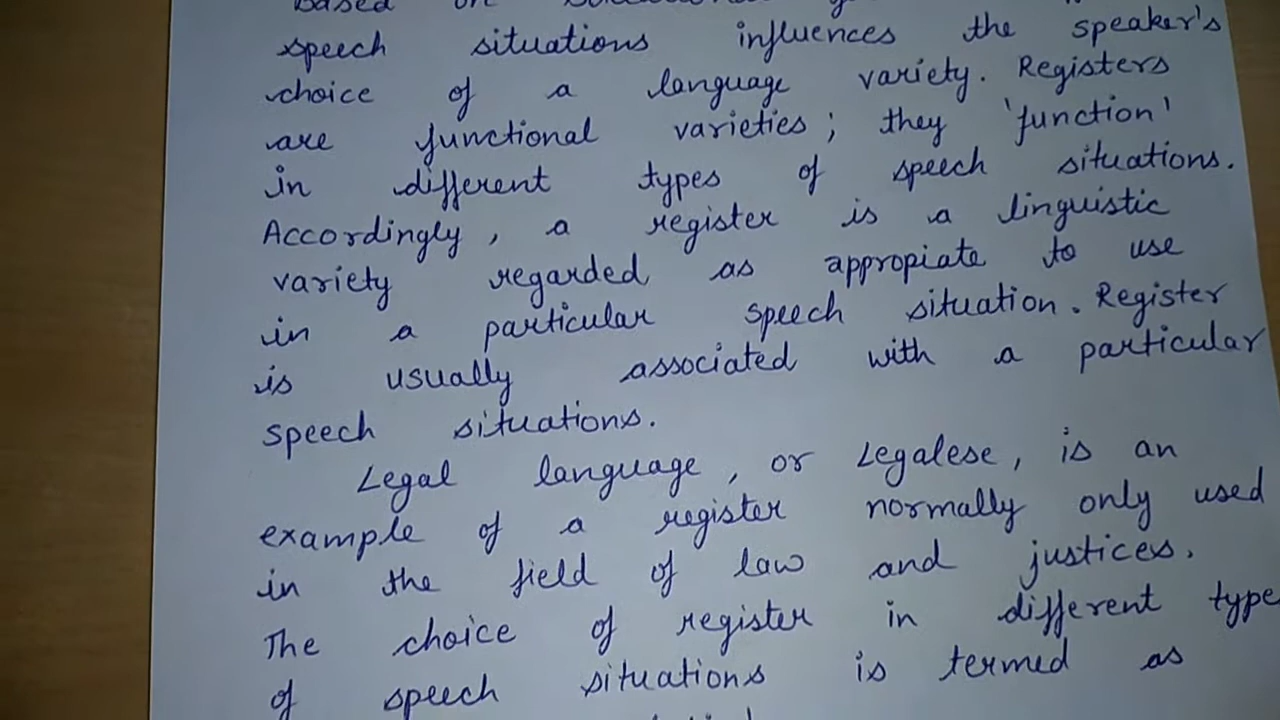 Based on
speech situations influences the speaker's
choice of a language variety. Registers
are functional varieties; they 'function'
in different types of speech situations.
Accordingly, a register is a linguistic
variety regarded as appropiate to use
in a particular speech situation. Register
is usually associated with a particular
speech situations.
Legal language, or Legalese, is an
example of a register normally only used
in the field of law and justices.
The choice of register in different type
of speech situations is termed as